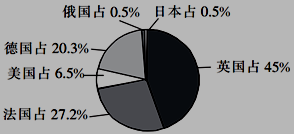 俄国占 0.5% 日本占 0.5%
德国占 20.3%
英国占 45%
美国占 6.5%
法国占 27.2%